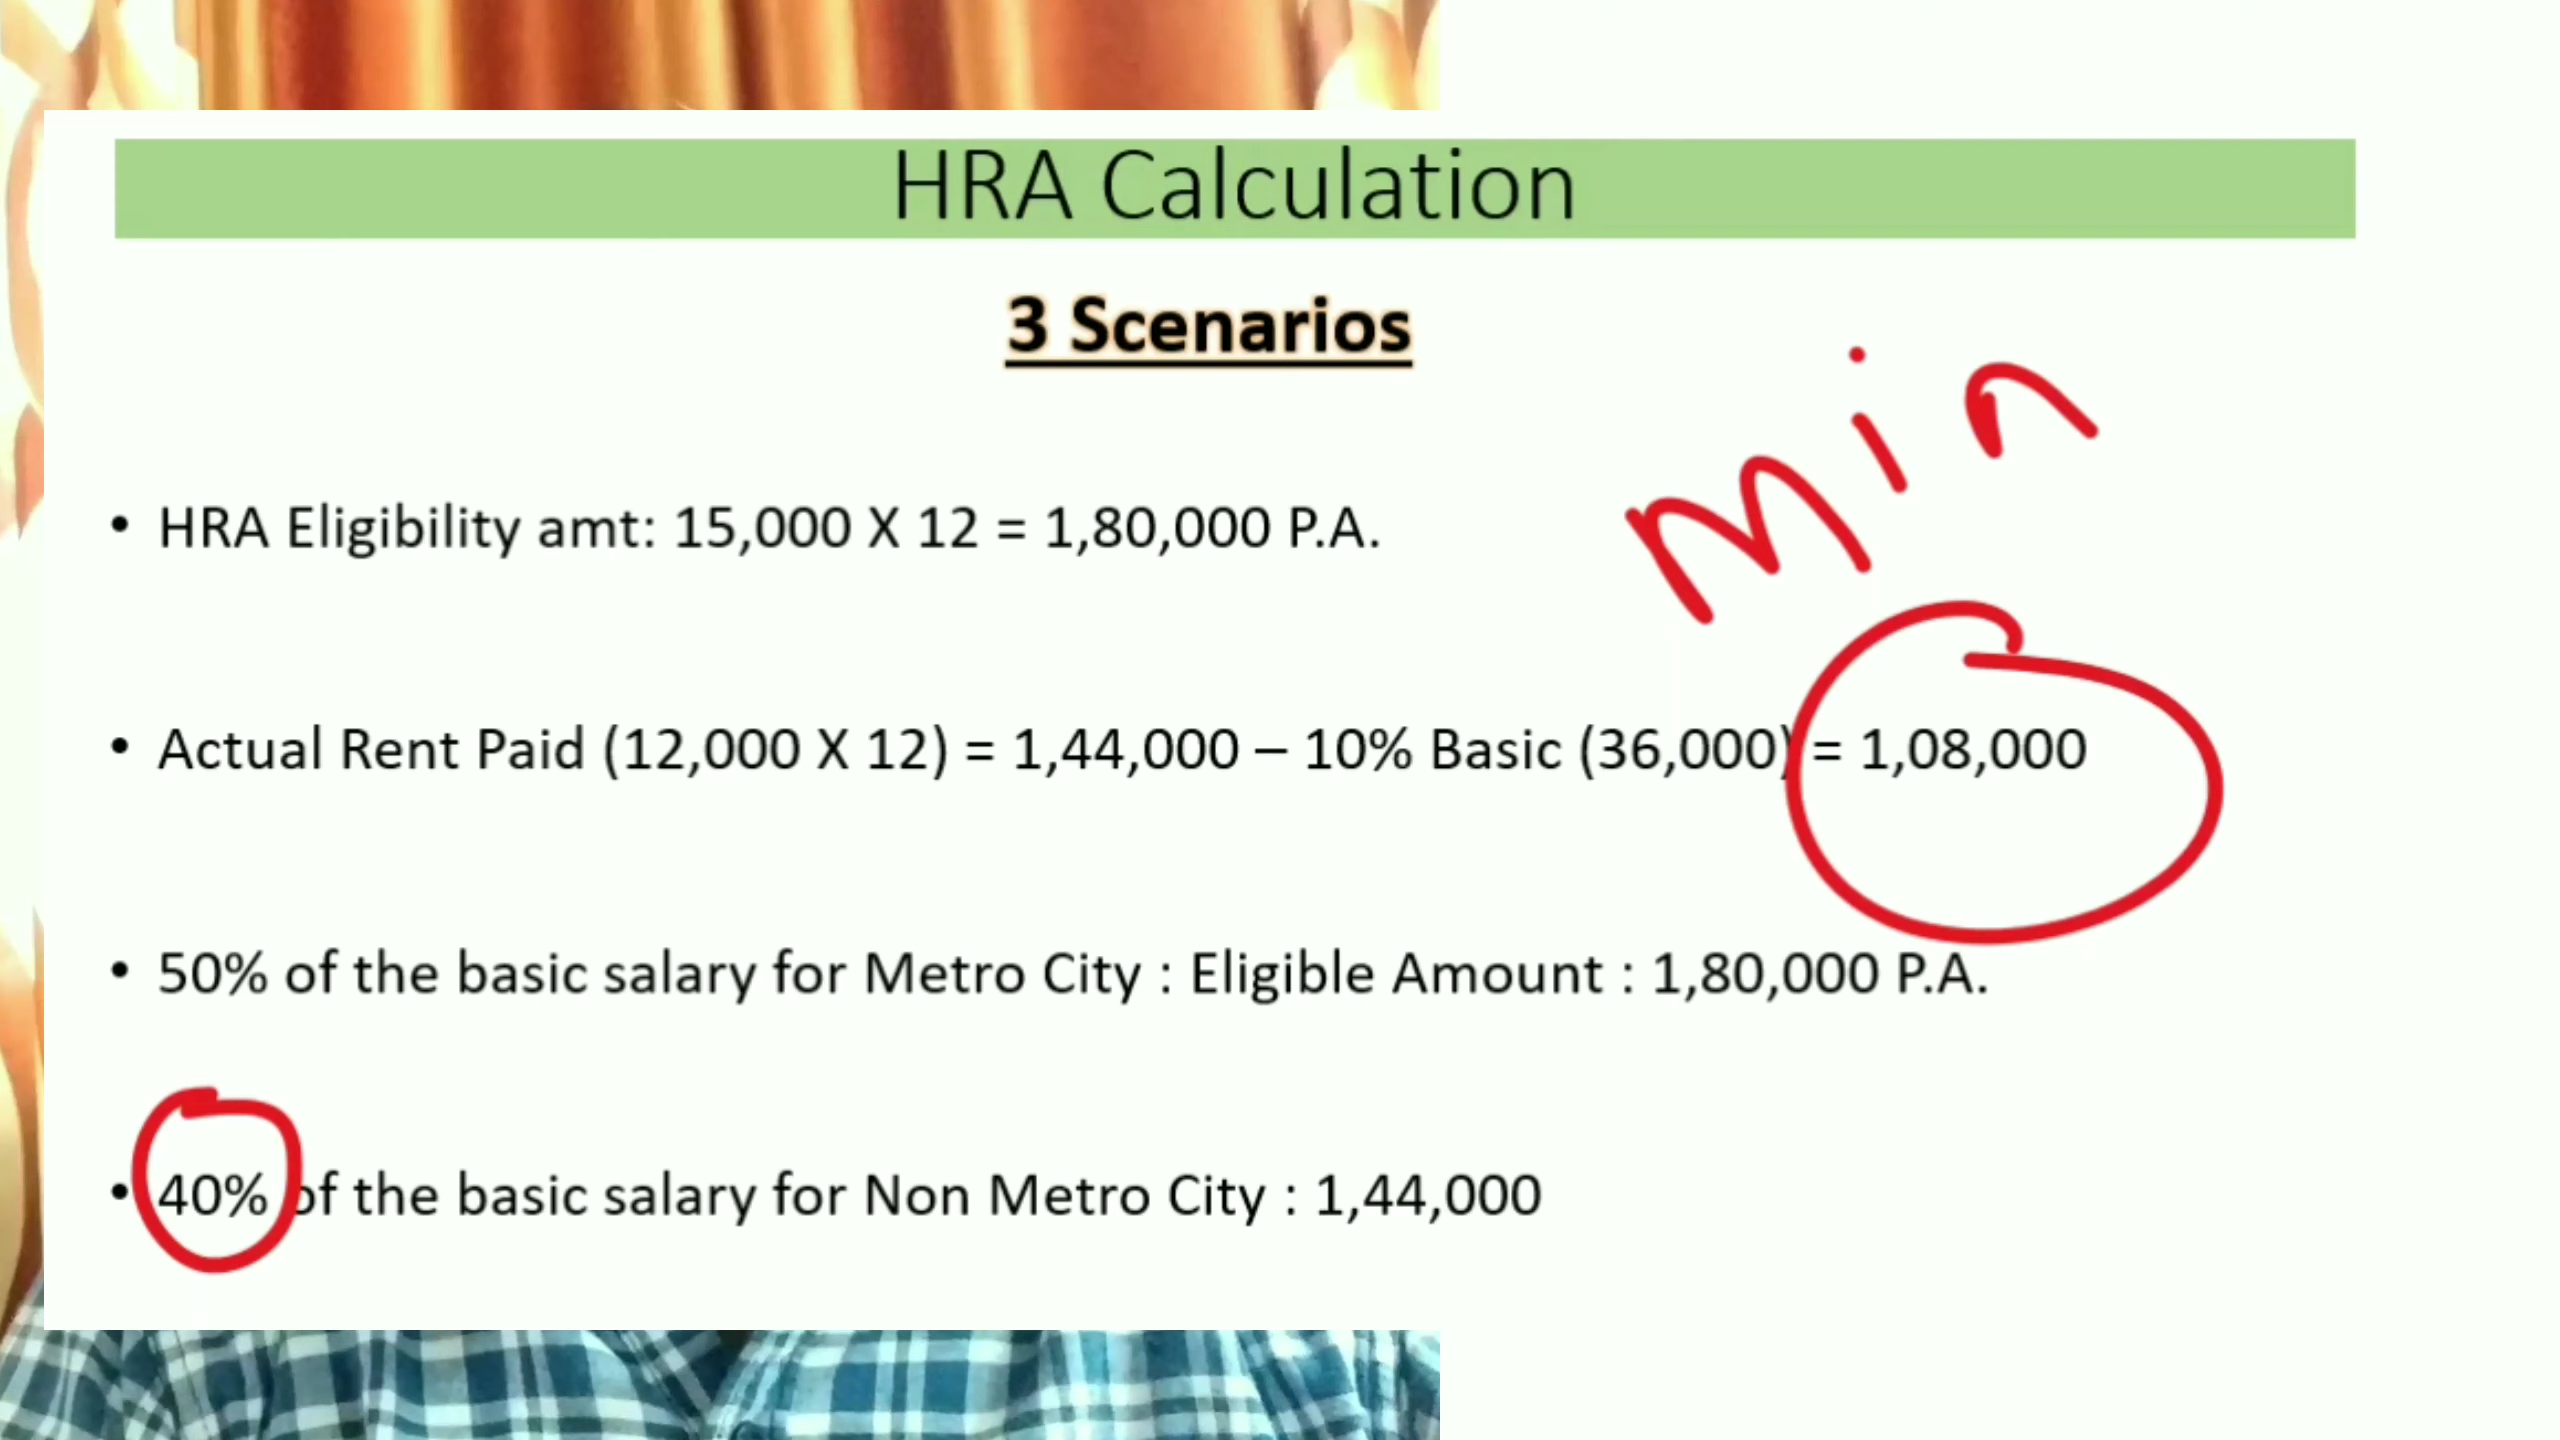 HRA Calculation
3 Scenarios
Min
• HRA Eligibility amt: 15,000 X 12 = 1,80,000 P.A.
• Actual Rent Paid (12,000 X 12) = 1,44,000 – 10% Basic (36,000) = 1,08,000
• 50% of the basic salary for Metro City : Eligible Amount : 1,80,000 P.A.
• 40% of the basic salary for Non Metro City : 1,44,000